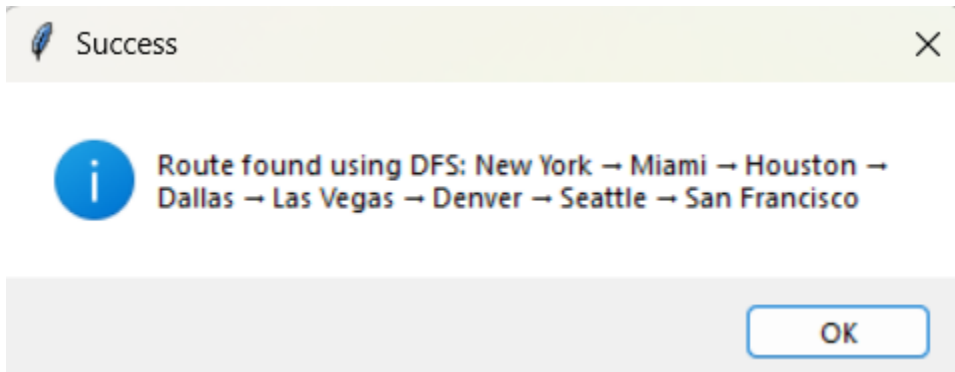 Success
Route found using DFS: New York → Miami → Houston →
Dallas → Las Vegas → Denver → Seattle → San Francisco
OK